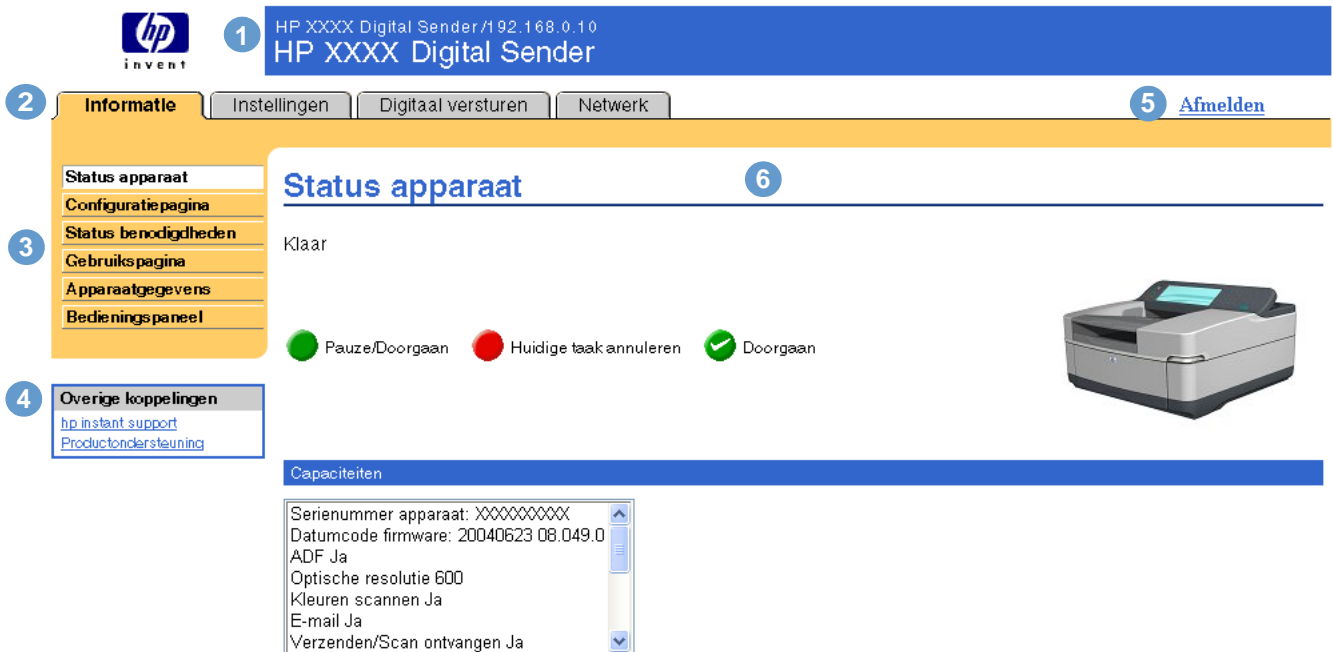 hp
invent
1
HP XXXX Digital Sender/192.168.0.10
HP XXXX Digital Sender
2
Informatie
Instellingen
Digitaal versturen
Netwerk
5
Afmelden
Status apparaat
Configuratiepagina
Status benodigdheden
3
Gebruikspagina
Apparaatgegevens
Bedieningspaneel
4
Overige koppelingen
hp instant support
Productondersteuning
Status apparaat
6
Klaar
Pauze/Doorgaan
Huidige taak annuleren
Doorgaan
Capaciteiten
Serienummer apparaat: XXXXXXXXXX
Datumcode firmware: 20040623 08.049.0
ADF Ja
Optische resolutie 600
Kleuren scannen Ja
E-mail Ja
Verzenden/Scan ontvangen Ja